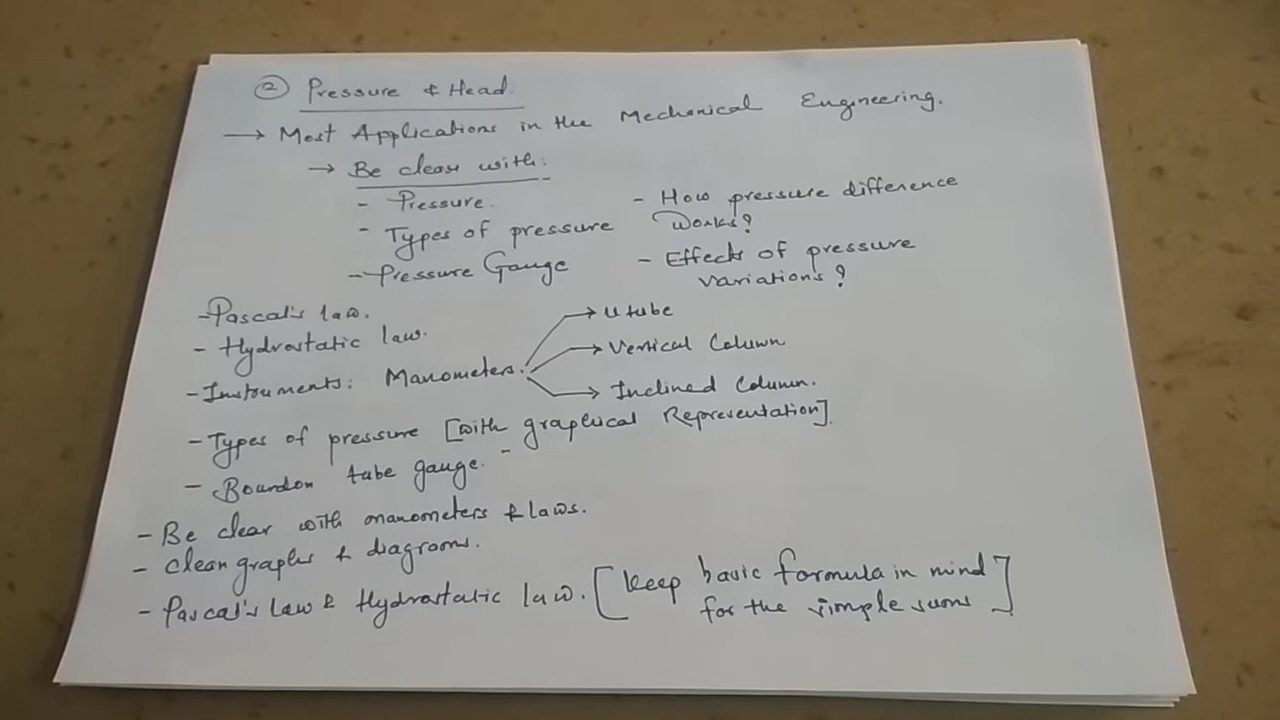 ② Pressure & Head.
→ Most Applications in the Mechanical Engineering.
→ Be clear with:
- Pressure.
- Types of pressure
- Pressure Gauge
- How pressure difference
Works?
- Effects of pressure
variations?
- Pascal's law.
- Hydrostatic law.
- Instruments: Manometers.
→ U tube
→ Vertical Column
→ Inclined Column.
- Types of pressure [with graphical Representation].
- Bourdon tube gauge.
- Be clear with manometers & laws.
- clean graphs & diagrams.
- Pascal's law & Hydrostatic law. [keep basic formula in mind
for the simple sums]